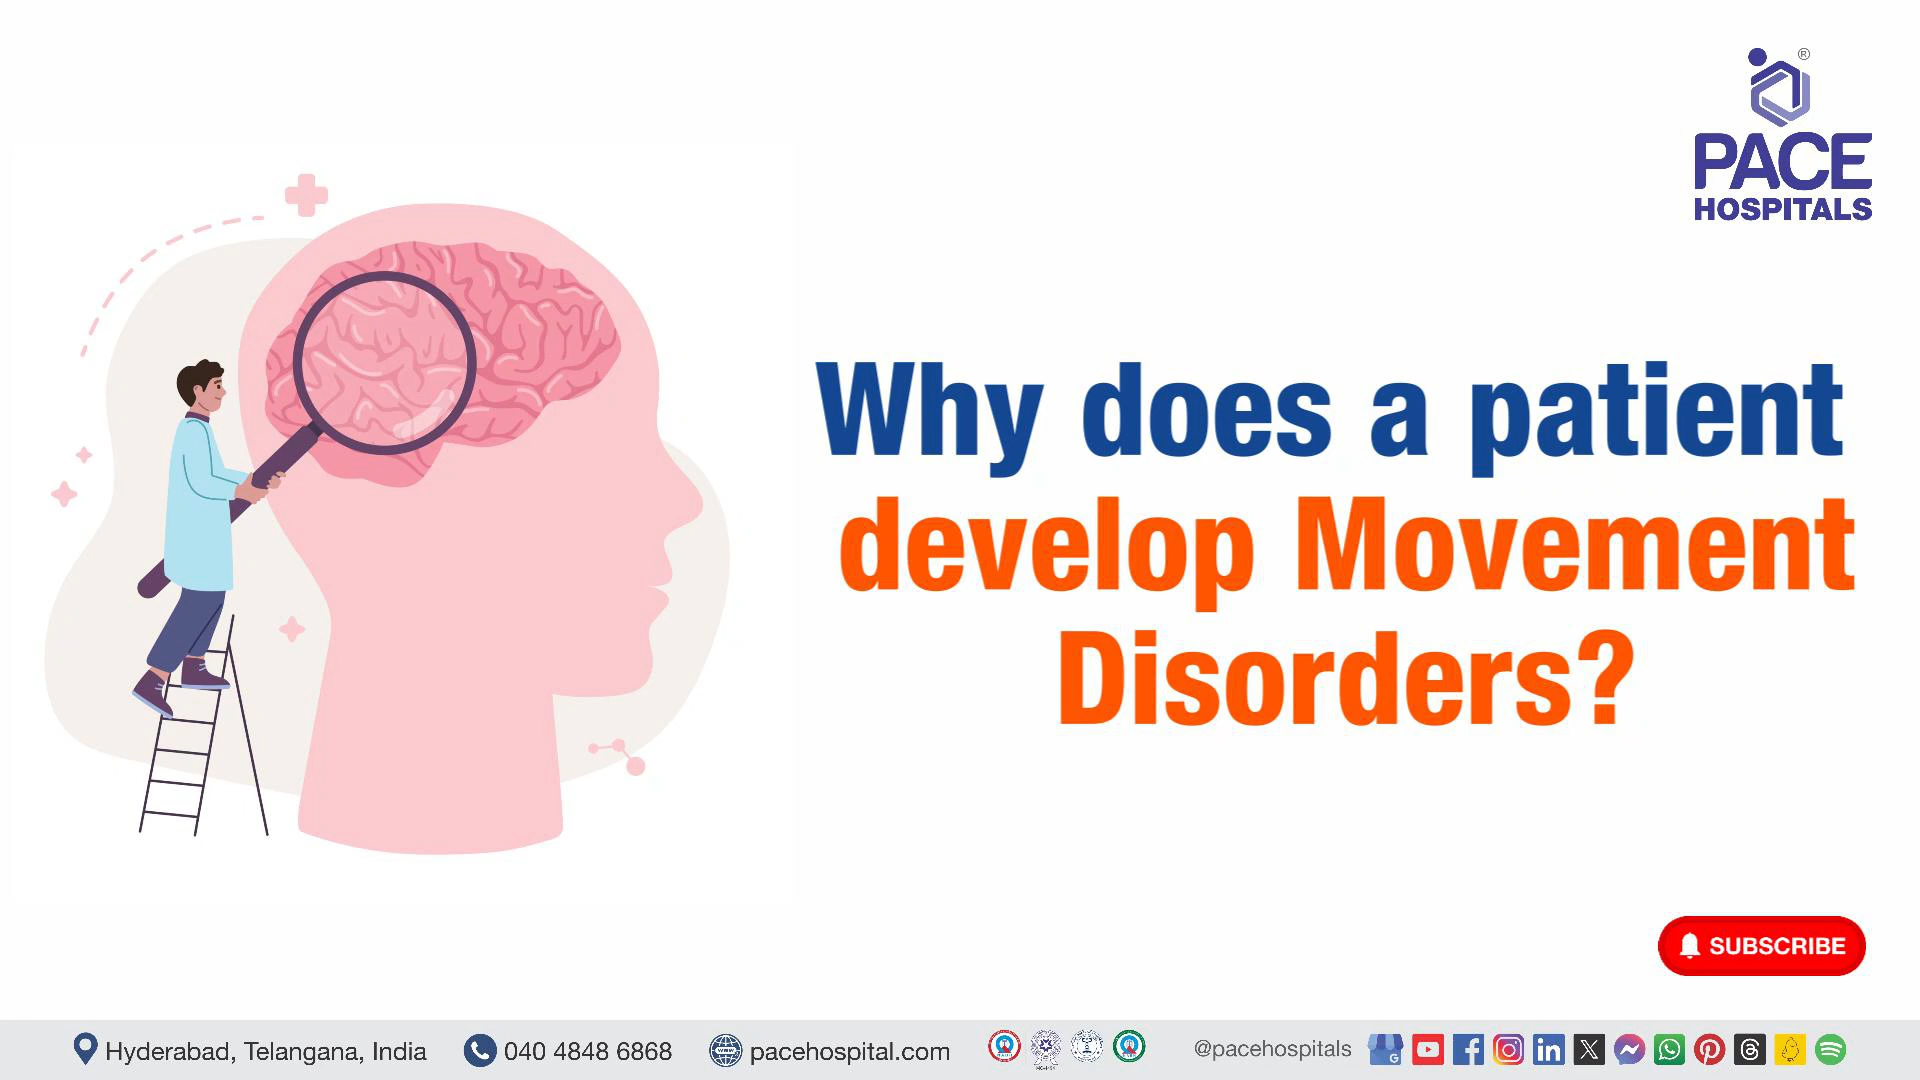 ®
PACE
HOSPITALS
Why does a patient
develop Movement
Disorders?
SUBSCRIBE
Hyderabad, Telangana, India
040 4848 6868
pacehospital.com
@pacehospitals